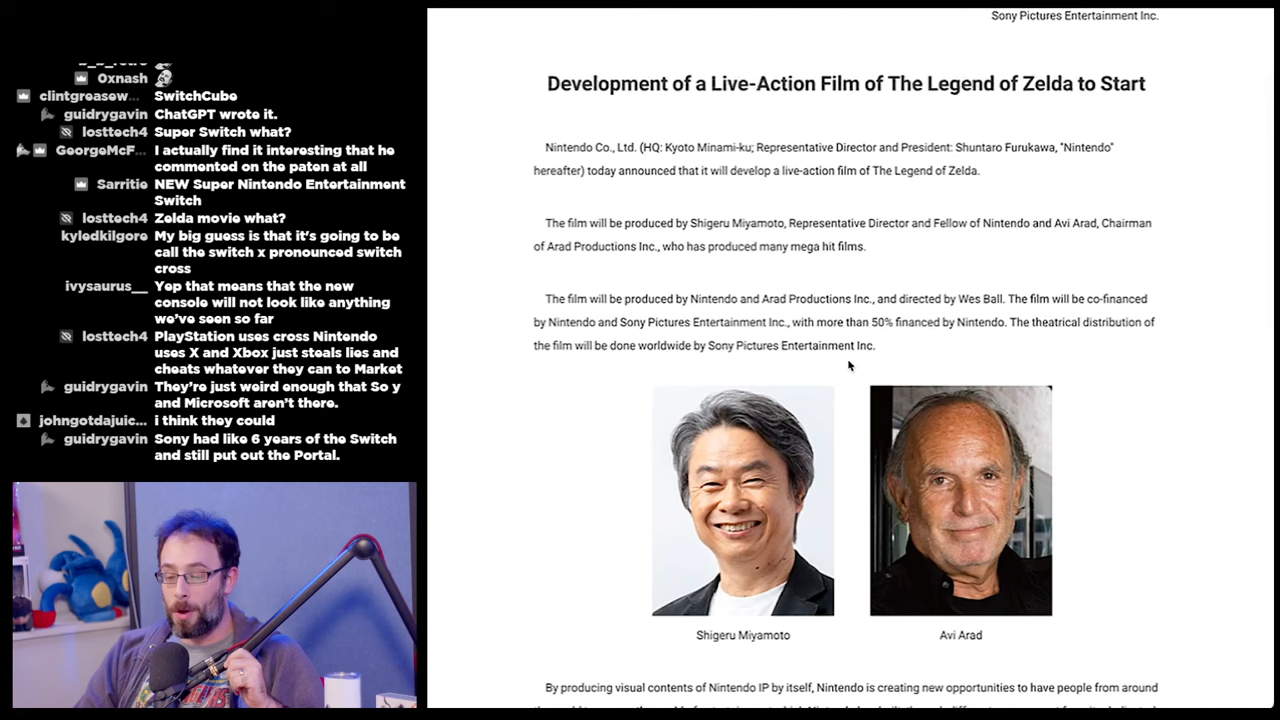 0xnash
clintgreasew... SwitchCube
guidrygavin ChatGPT wrote it.
losttech4 Super Switch what?
GeorgeMcF... I actually find it interesting that he
commented on the paten at all
Sarritie NEW Super Nintendo Entertainment
Switch
losttech4 Zelda movie what?
kyledkilgore My big guess is that it's going to be
call the switch x pronounced switch
cross
ivysaurus__ Yep that means that the new
console will not look like anything
we've seen so far
losttech4 PlayStation uses cross Nintendo
uses X and Xbox just steals lies and
cheats whatever they can to Market
guidrygavin They're just weird enough that So y
and Microsoft aren't there.
johngotdajuic... i think they could
guidrygavin Sony had like 6 years of the Switch
and still put out the Portal.
Sony Pictures Entertainment Inc.
Development of a Live-Action Film of The Legend of Zelda to Start
Nintendo Co., Ltd. (HQ: Kyoto Minami-ku; Representative Director and President: Shuntaro Furukawa, "Nintendo"
hereafter) today announced that it will develop a live-action film of The Legend of Zelda.
The film will be produced by Shigeru Miyamoto, Representative Director and Fellow of Nintendo and Avi Arad, Chairman
of Arad Productions Inc., who has produced many mega hit films.
The film will be produced by Nintendo and Arad Productions Inc., and directed by Wes Ball. The film will be co-financed
by Nintendo and Sony Pictures Entertainment Inc., with more than 50% financed by Nintendo. The theatrical distribution of
the film will be done worldwide by Sony Pictures Entertainment Inc.
Shigeru Miyamoto
Avi Arad
By producing visual contents of Nintendo IP by itself, Nintendo is creating new opportunities to have people from around